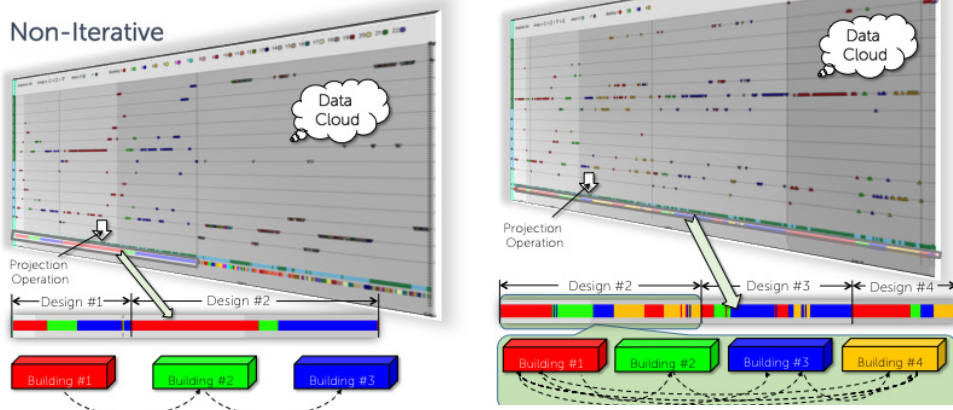 Non-Iterative
Data
Cloud
Projection
Operation
Design #1
Design #2
Building #1
Building #2
Building #3
Data
Cloud
Projection
Operation
Design #2
Design #3
Design #4
Building #1
Building #2
Building #3
Building #4